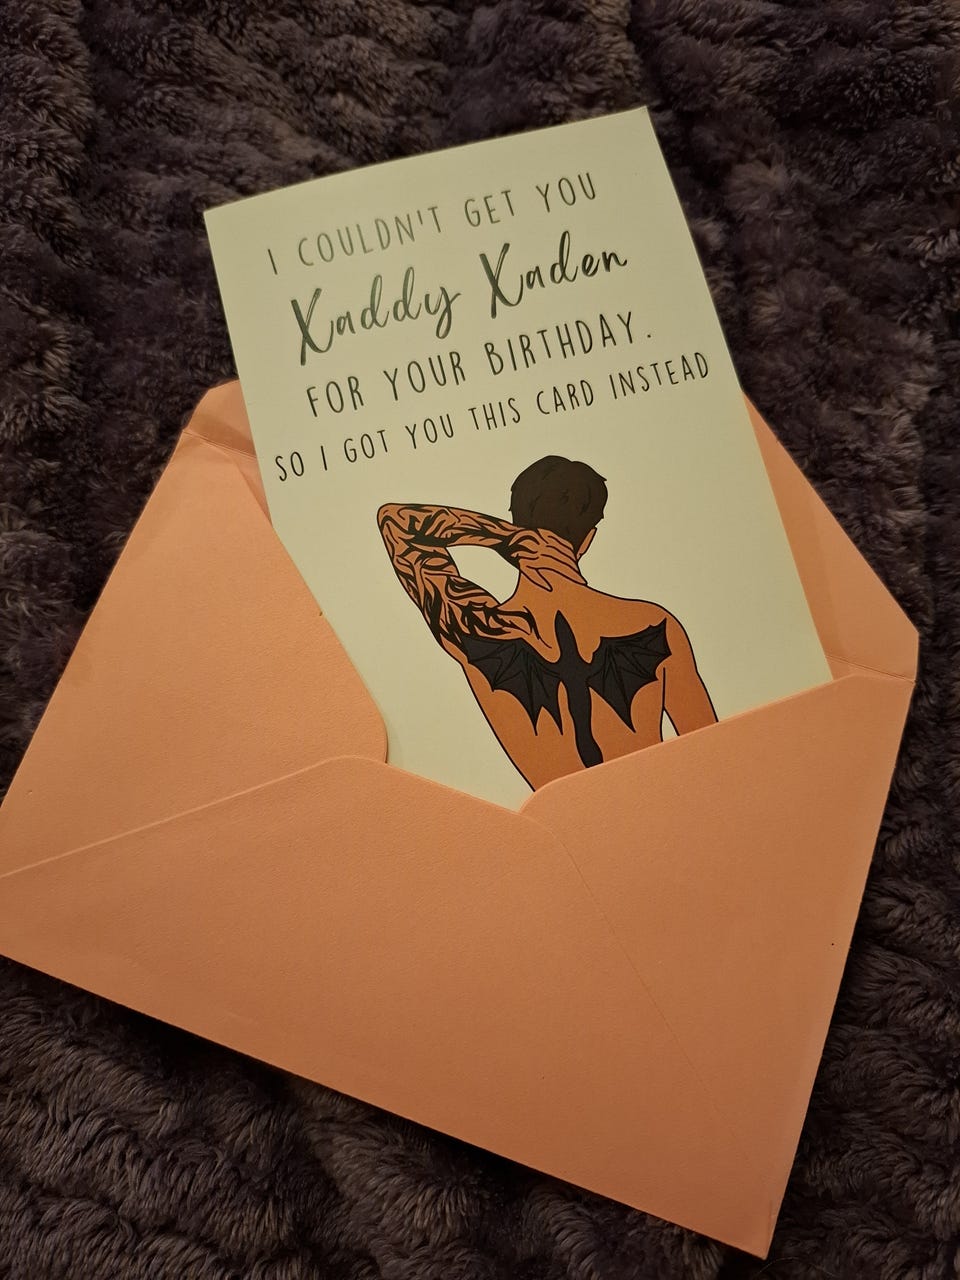 I COULDN'T GET YOU
Xaddy Xaden
FOR YOUR BIRTHDAY.
SO I GOT YOU THIS CARD INSTEAD